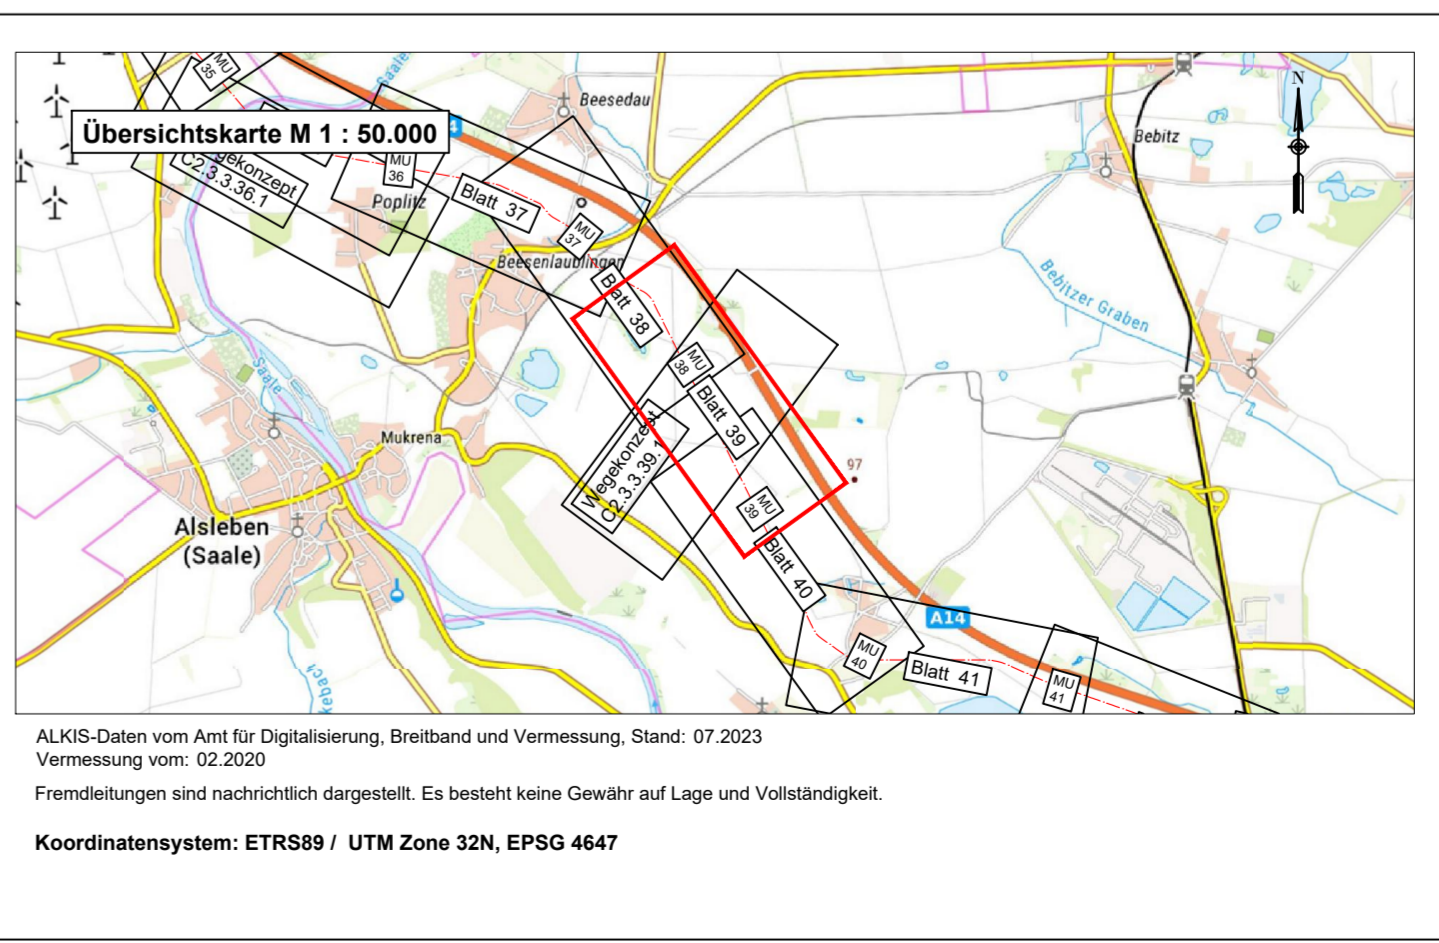 MU
35
Saale
Beesedau
N
Übersichtskarte M 1 : 50.000
4
Bebitz
gekonzept
C2.3.3.36.1
MU
36
Poplitz
Blatt 37
MU
37
Beesenlaublingen
Blatt 38
Bebitzer Graben
Saale
MU
38
Blatt 39
Mukrena
Wegekonzept
C2.3.3.39.1
97
MU
39
Alsleben
(Saale)
Blatt 40
A14
MU
40
Blatt 41
MU
41
kebach
ALKIS-Daten vom Amt für Digitalisierung, Breitband und Vermessung, Stand: 07.2023
Vermessung vom: 02.2020
Fremdleitungen sind nachrichtlich dargestellt. Es besteht keine Gewähr auf Lage und Vollständigkeit.
Koordinatensystem: ETRS89 / UTM Zone 32N, EPSG 4647